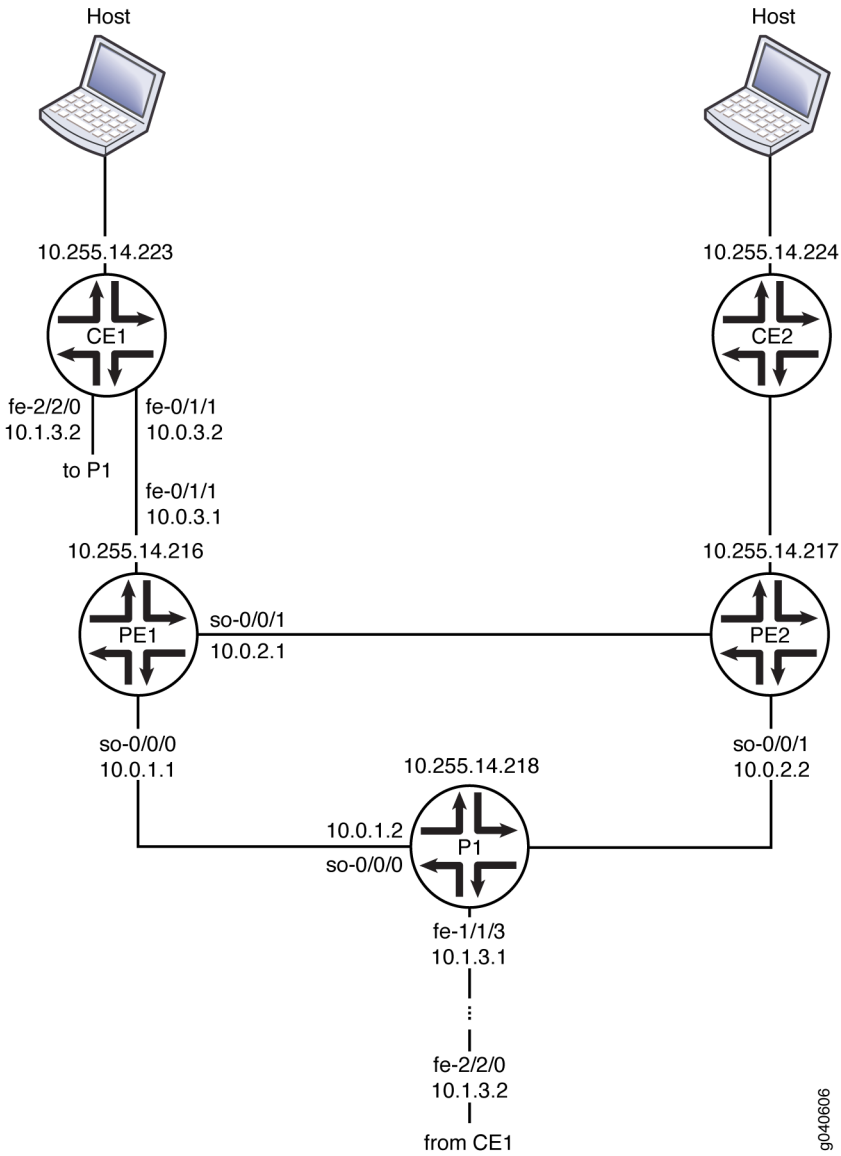 Host
Host
10.255.14.223
10.255.14.224
CE1
CE2
fe-2/2/0
10.1.3.2
fe-0/1/1
10.0.3.2
to P1
fe-0/1/1
10.0.3.1
10.255.14.216
10.255.14.217
PE1
so-0/0/1
10.0.2.1
PE2
so-0/0/0
10.0.1.1
10.255.14.218
so-0/0/1
10.0.2.2
10.0.1.2
so-0/0/0
P1
fe-1/1/3
10.1.3.1
fe-2/2/0
10.1.3.2
from CE1
g040606